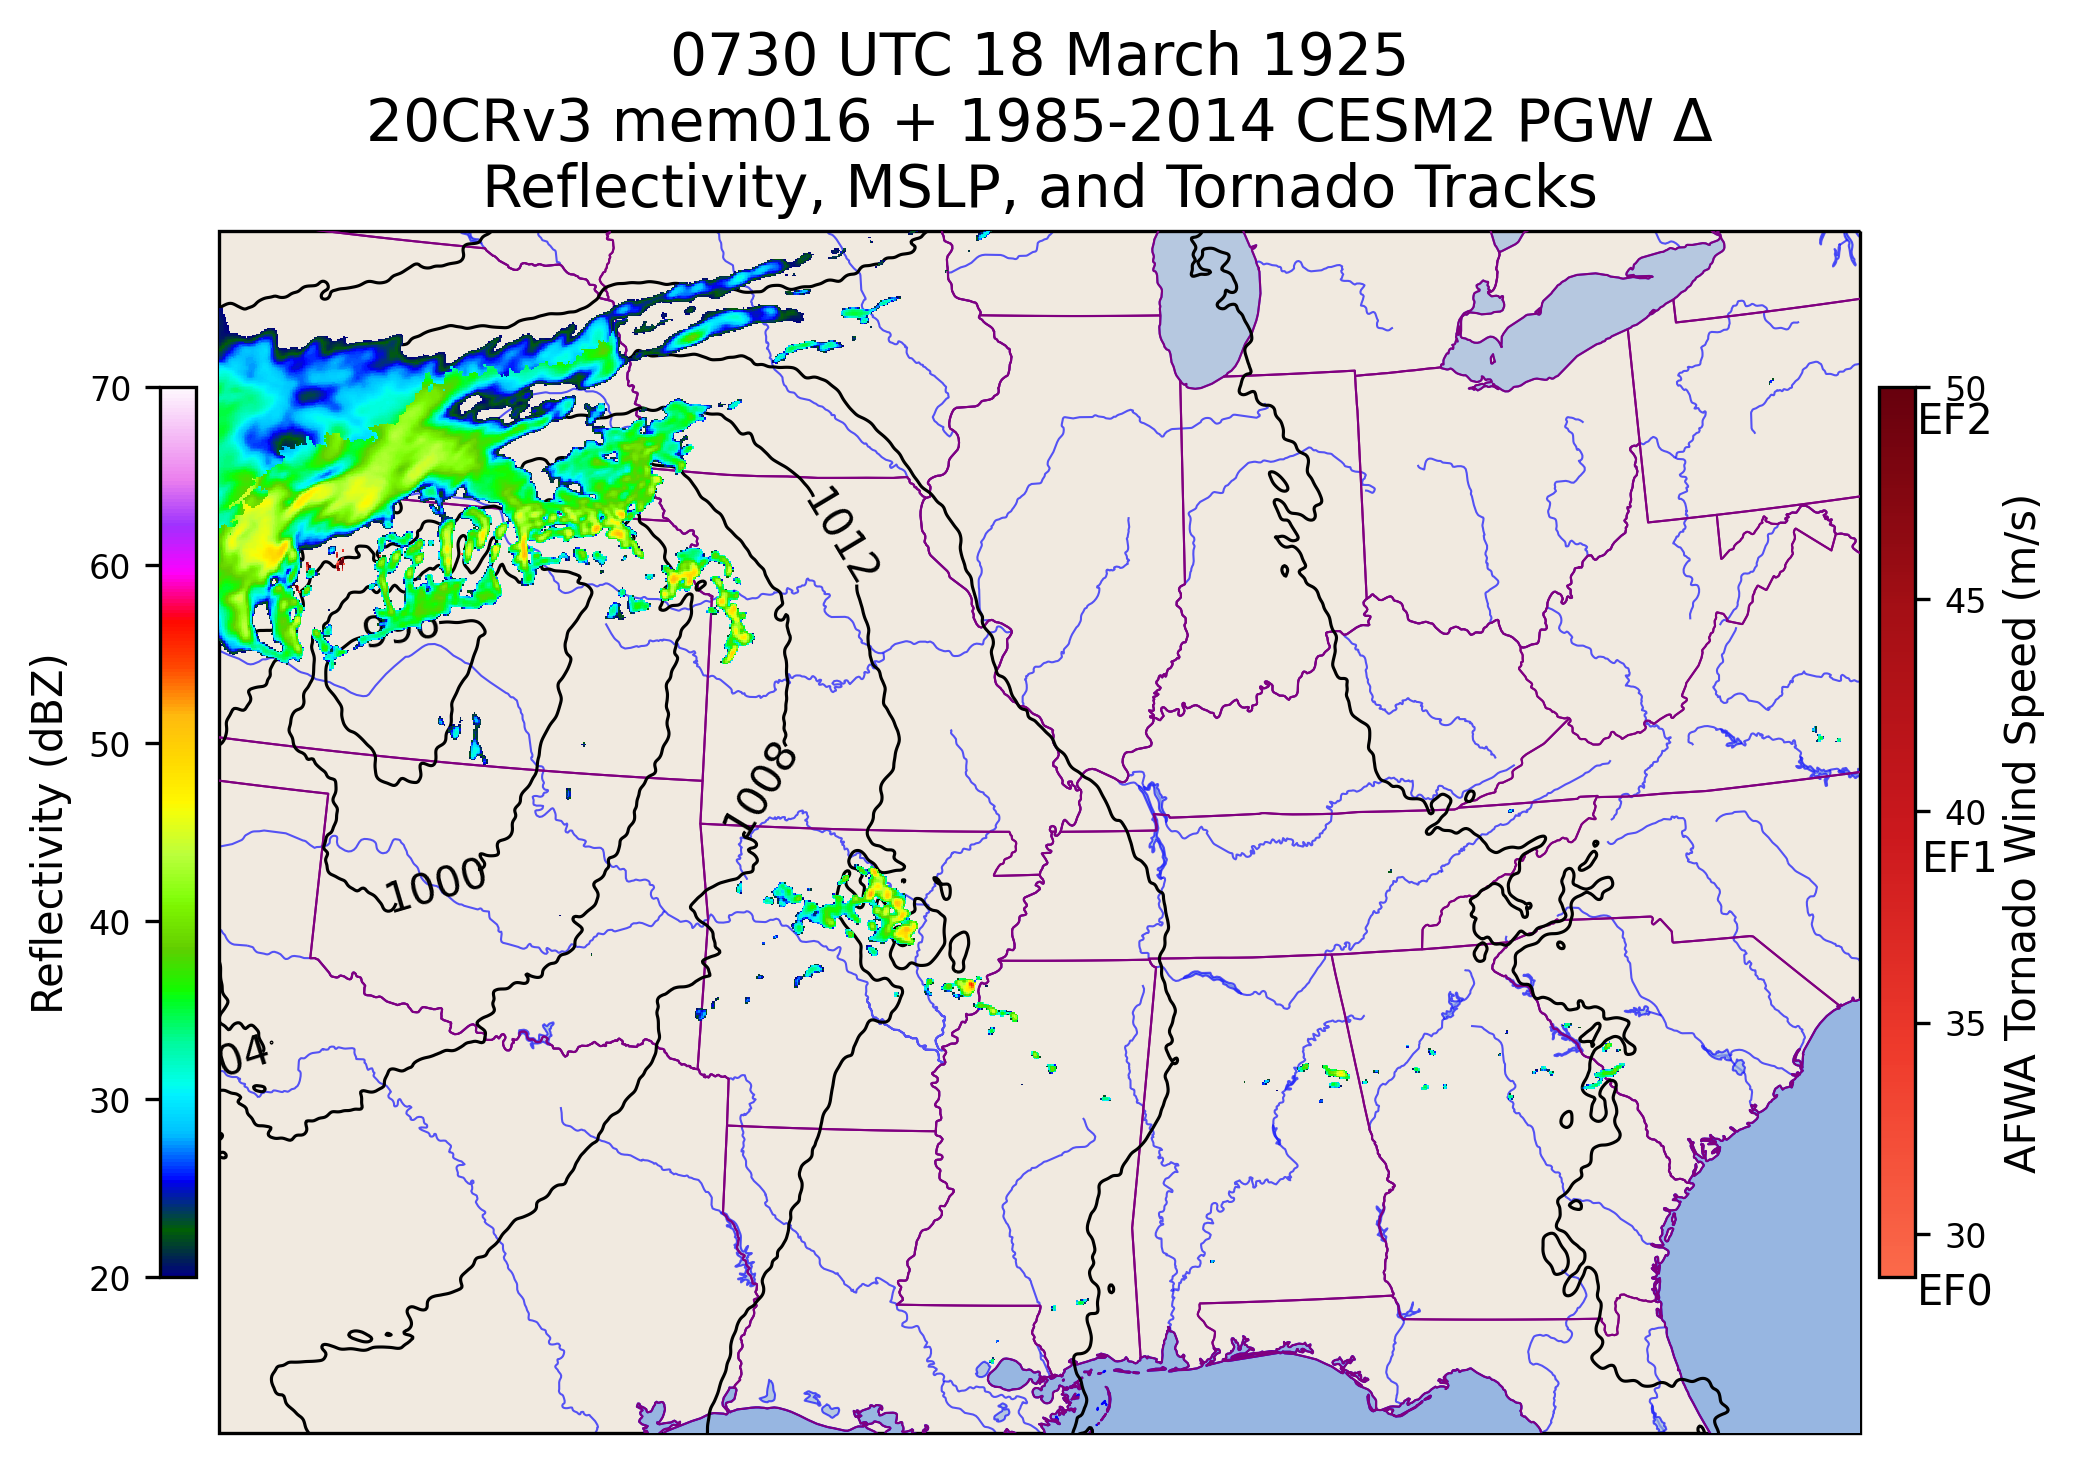 0730 UTC 18 March 1925
20CRv3 mem016 + 1985-2014 CESM2 PGW Δ
Reflectivity, MSLP, and Tornado Tracks
70
60
50
40
30
20
Reflectivity (dBZ)
1012
996
1008
1000
04
50
EF2
45
40
EF1
35
30
EF0
AFWA Tornado Wind Speed (m/s)